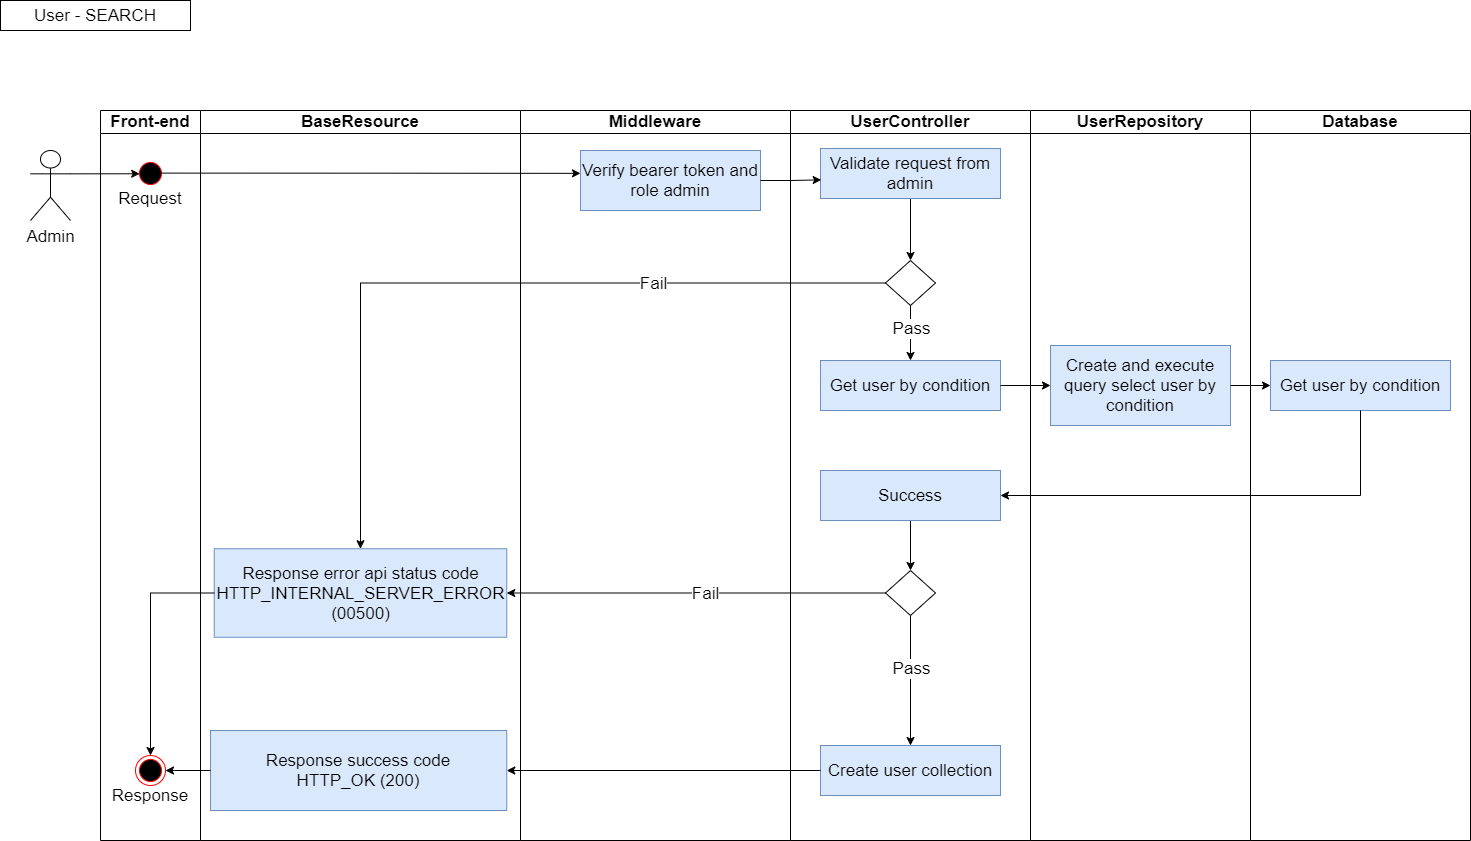 User - SEARCH
Front-end
BaseResource
Middleware
UserController
UserRepository
Database
Admin
Request
Verify bearer token and
role admin
Validate request from
admin
Fail
Pass
Get user by condition
Create and execute
query select user by
condition
Get user by condition
Success
Response error api status code
HTTP_INTERNAL_SERVER_ERROR
(00500)
Fail
Pass
Response success code
HTTP_OK (200)
Create user collection
Response